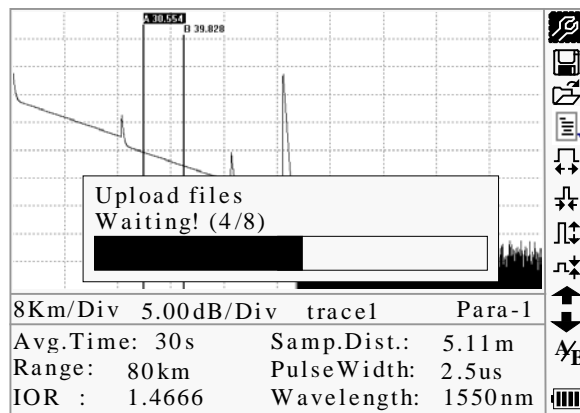 A 30.554
B 39.828
Upload files
Waiting! (4/8)
8Km/Div 5.00dB/Div trace1 Para-1
Avg.Time: 30s Samp.Dist.: 5.11m
Range: 80km PulseWidth: 2.5us
IOR : 1.4666 Wavelength: 1550nm
A/B